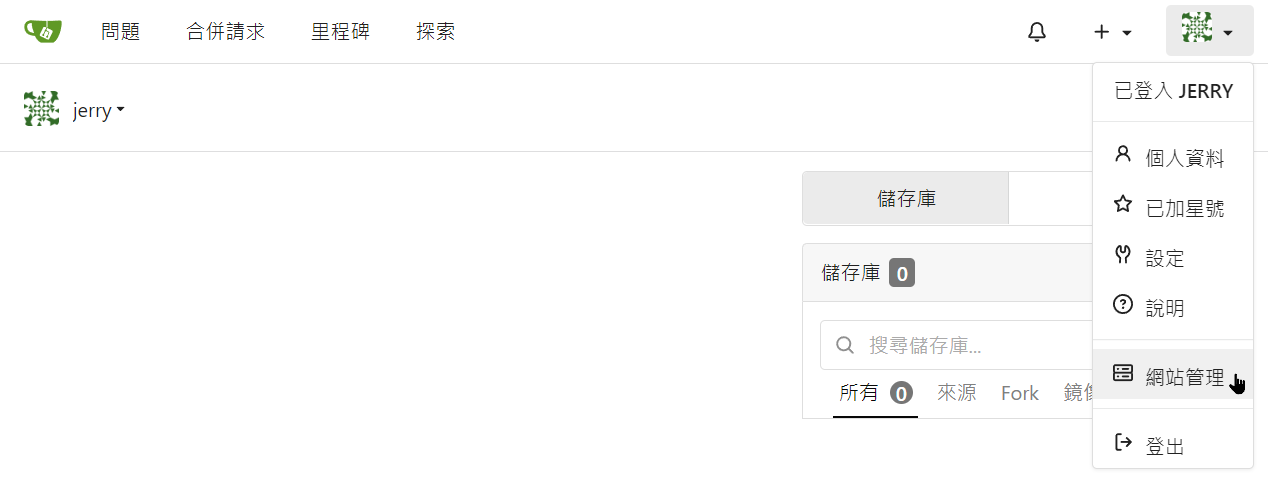 問題 合併請求 里程碑 探索
已登入 JERRY
jerry
個人資料
儲存庫
已加星號
設定
儲存庫 0
說明
搜尋儲存庫...
網站管理
所有 0 來源 Fork 鏡像
登出